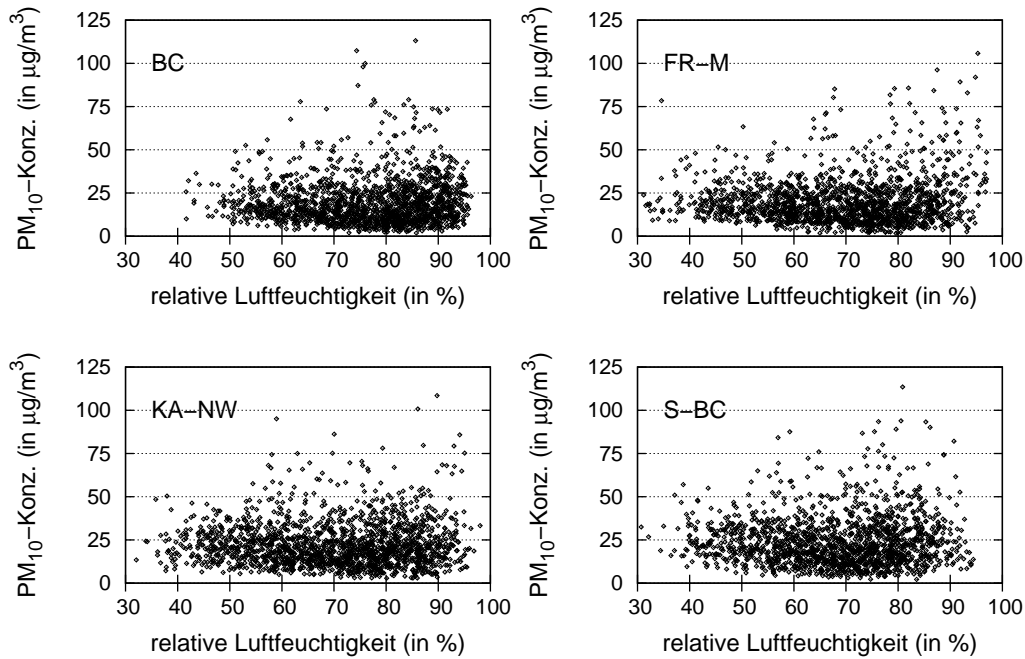 PM₁₀–Konz. (in µg/m³)
125
100
75
50
25
0
BC
30 40 50 60 70 80 90 100
relative Luftfeuchtigkeit (in %)
PM₁₀–Konz. (in µg/m³)
125
100
75
50
25
0
FR–M
30 40 50 60 70 80 90 100
relative Luftfeuchtigkeit (in %)
PM₁₀–Konz. (in µg/m³)
125
100
75
50
25
0
KA–NW
30 40 50 60 70 80 90 100
relative Luftfeuchtigkeit (in %)
PM₁₀–Konz. (in µg/m³)
125
100
75
50
25
0
S–BC
30 40 50 60 70 80 90 100
relative Luftfeuchtigkeit (in %)